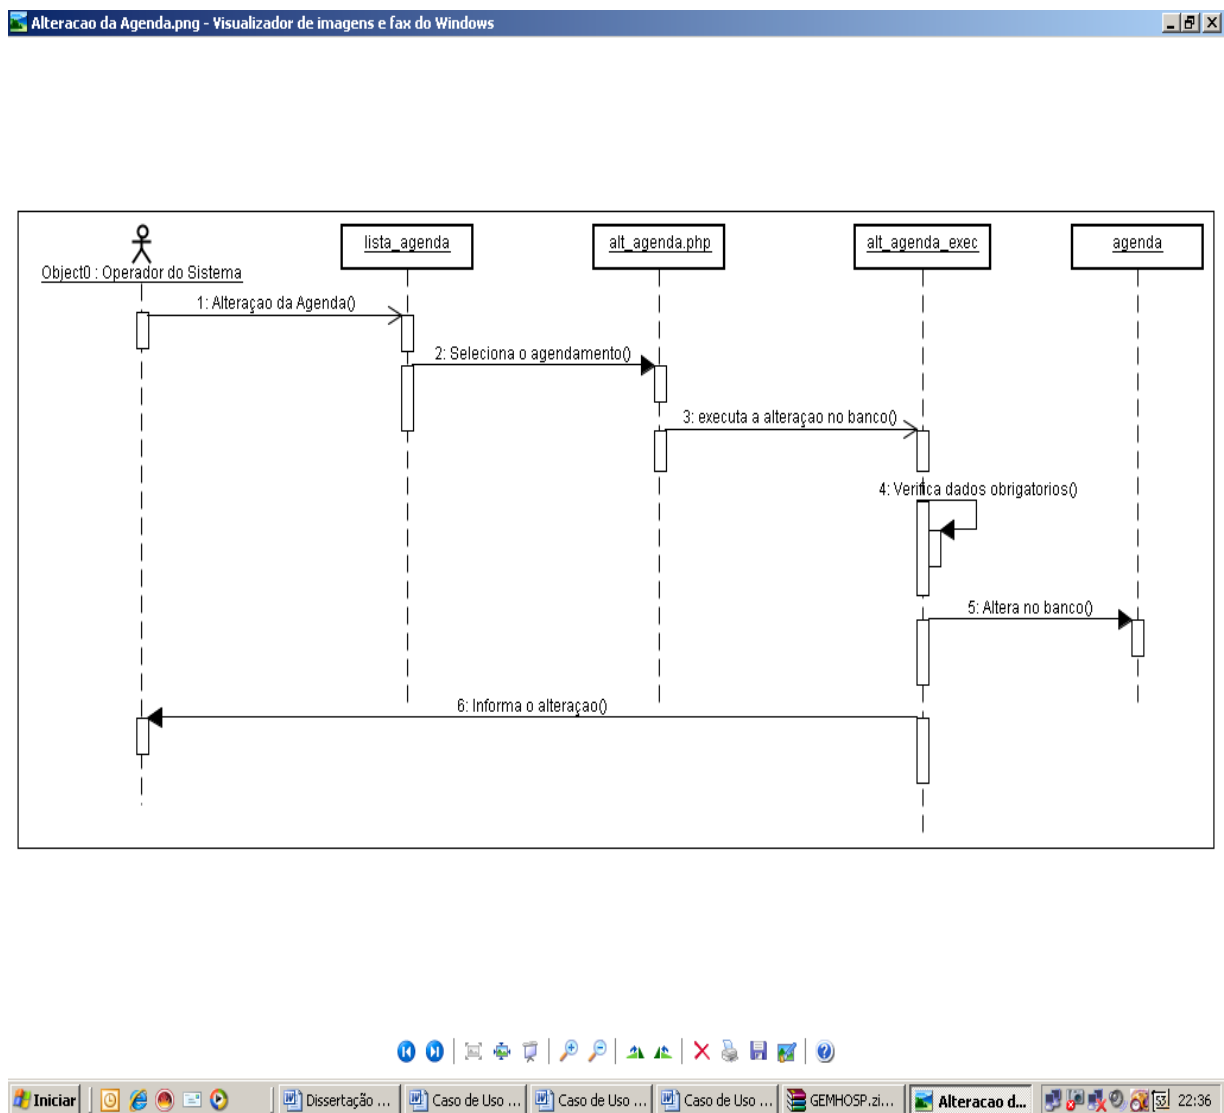 Alteracao da Agenda.png - Visualizador de imagens e fax do Windows
lista_agenda
alt_agenda.php
alt_agenda_exec
agenda
Object0 : Operador do Sistema
1: Alteraçao da Agenda()
2: Seleciona o agendamento()
3: executa a alteraçao no banco()
4: Verifica dados obrigatorios()
5: Altera no banco()
6: Informa o alteraçao()
Iniciar
Dissertação ...
Caso de Uso ...
Caso de Uso ...
Caso de Uso ...
GEMHOSP.zi...
Alteracao d...
22:36